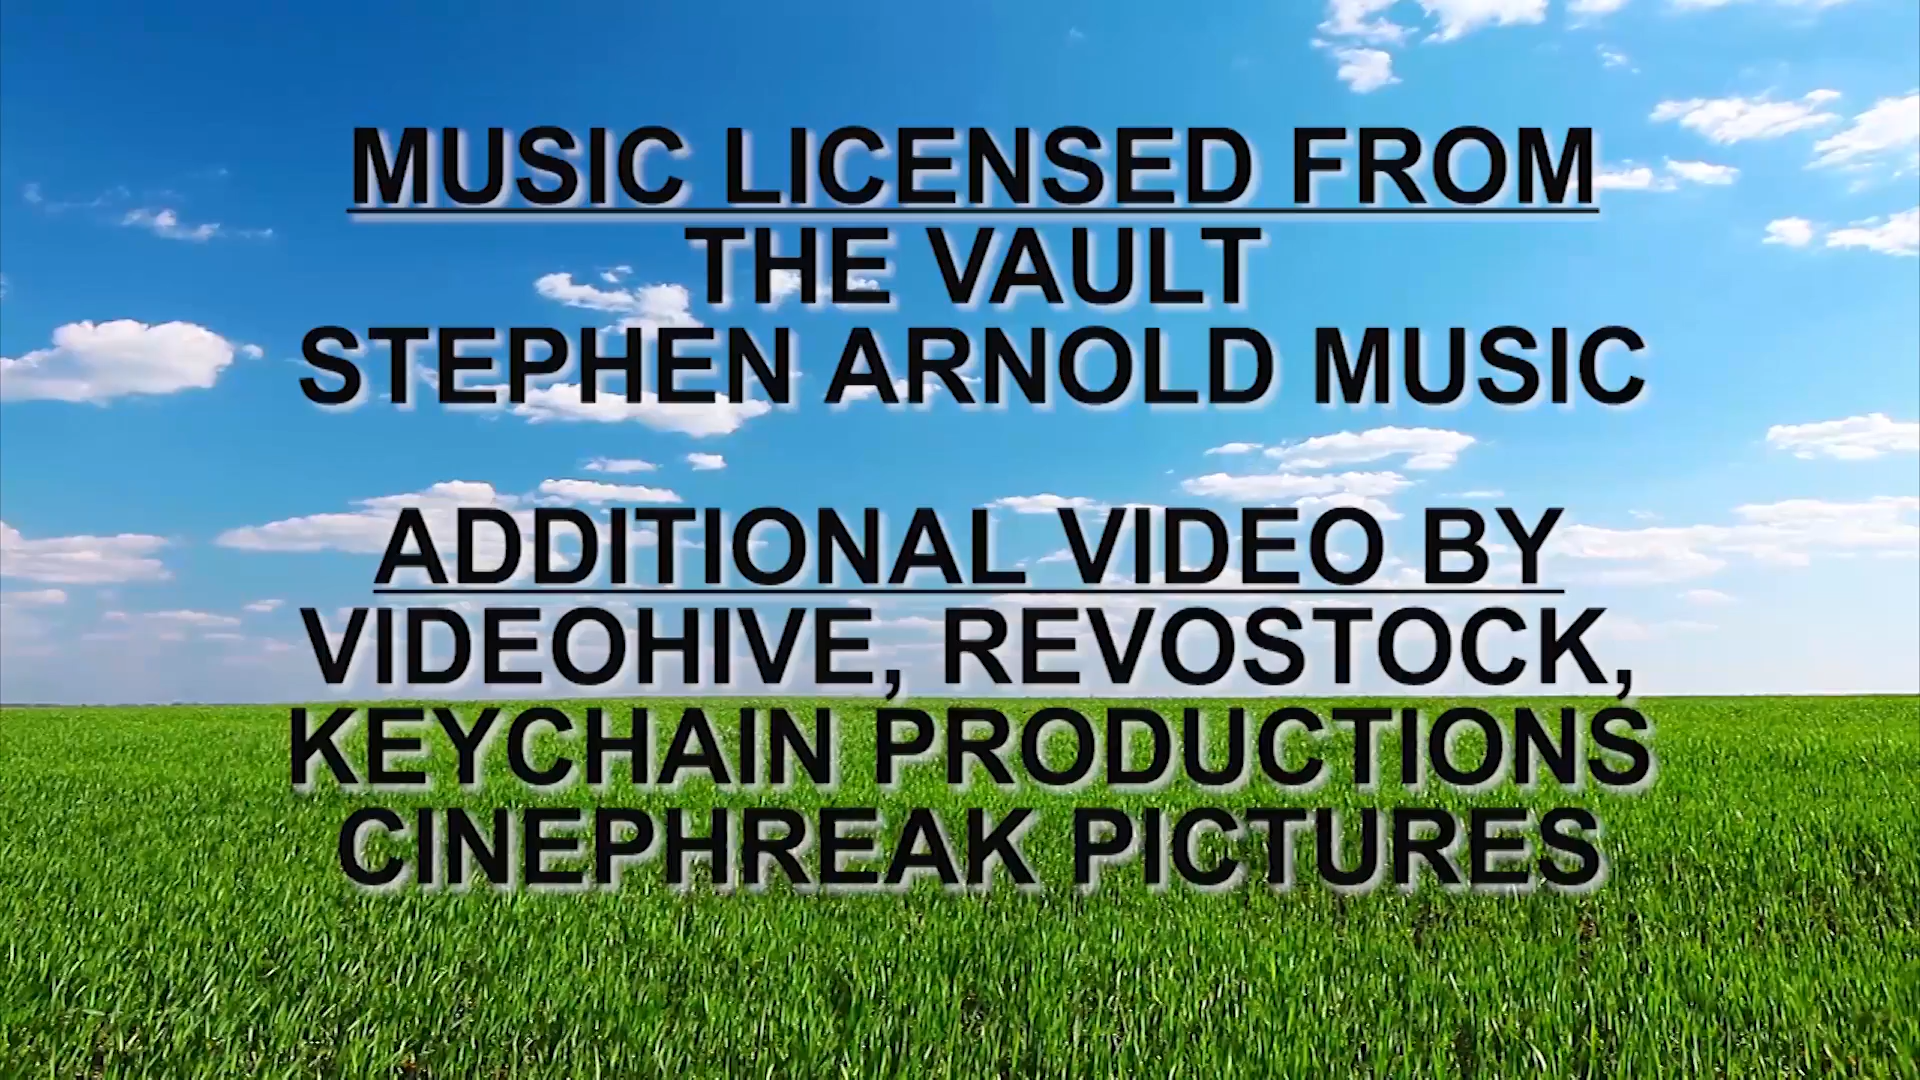 MUSIC LICENSED FROM
THE VAULT
STEPHEN ARNOLD MUSIC
ADDITIONAL VIDEO BY
VIDEOHIVE, REVOSTOCK,
KEYCHAIN PRODUCTIONS
CINEPHREAK PICTURES